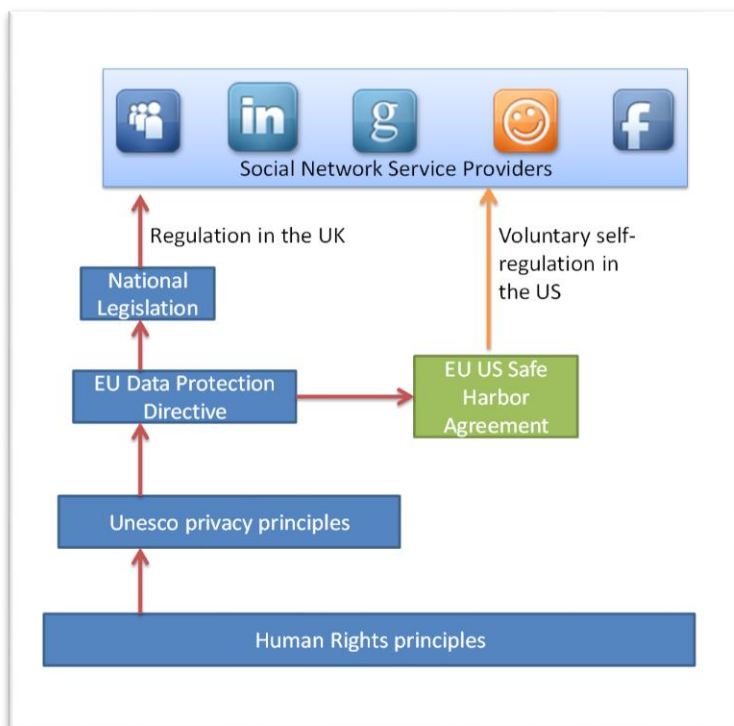 in
g
f
Social Network Service Providers
Regulation in the UK
Voluntary self-
regulation in
the US
National
Legislation
EU Data Protection
Directive
EU US Safe
Harbor
Agreement
Unesco privacy principles
Human Rights principles